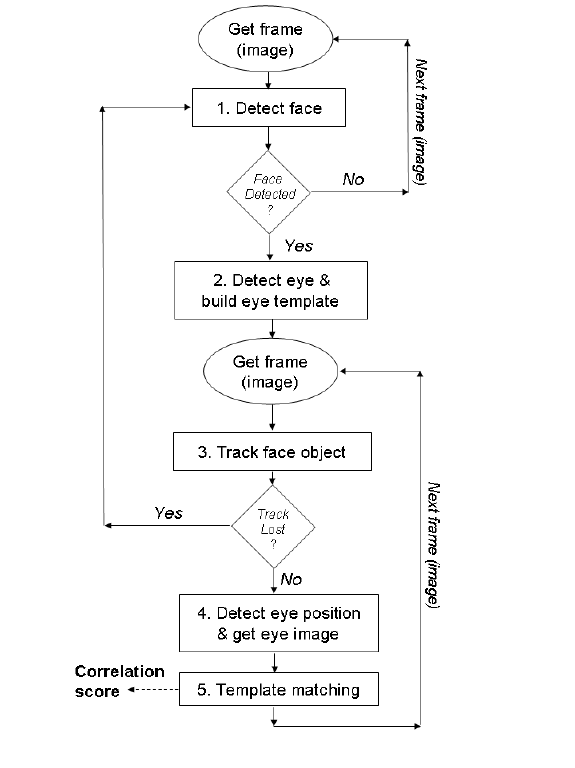 Get frame
(image)
1. Detect face
Next frame (image)
Face
Detected
?
No
Yes
2. Detect eye &
build eye template
Get frame
(image)
3. Track face object
Track
Lost
?
Yes
Next frame (image)
No
4. Detect eye position
& get eye image
Correlation
score
5. Template matching